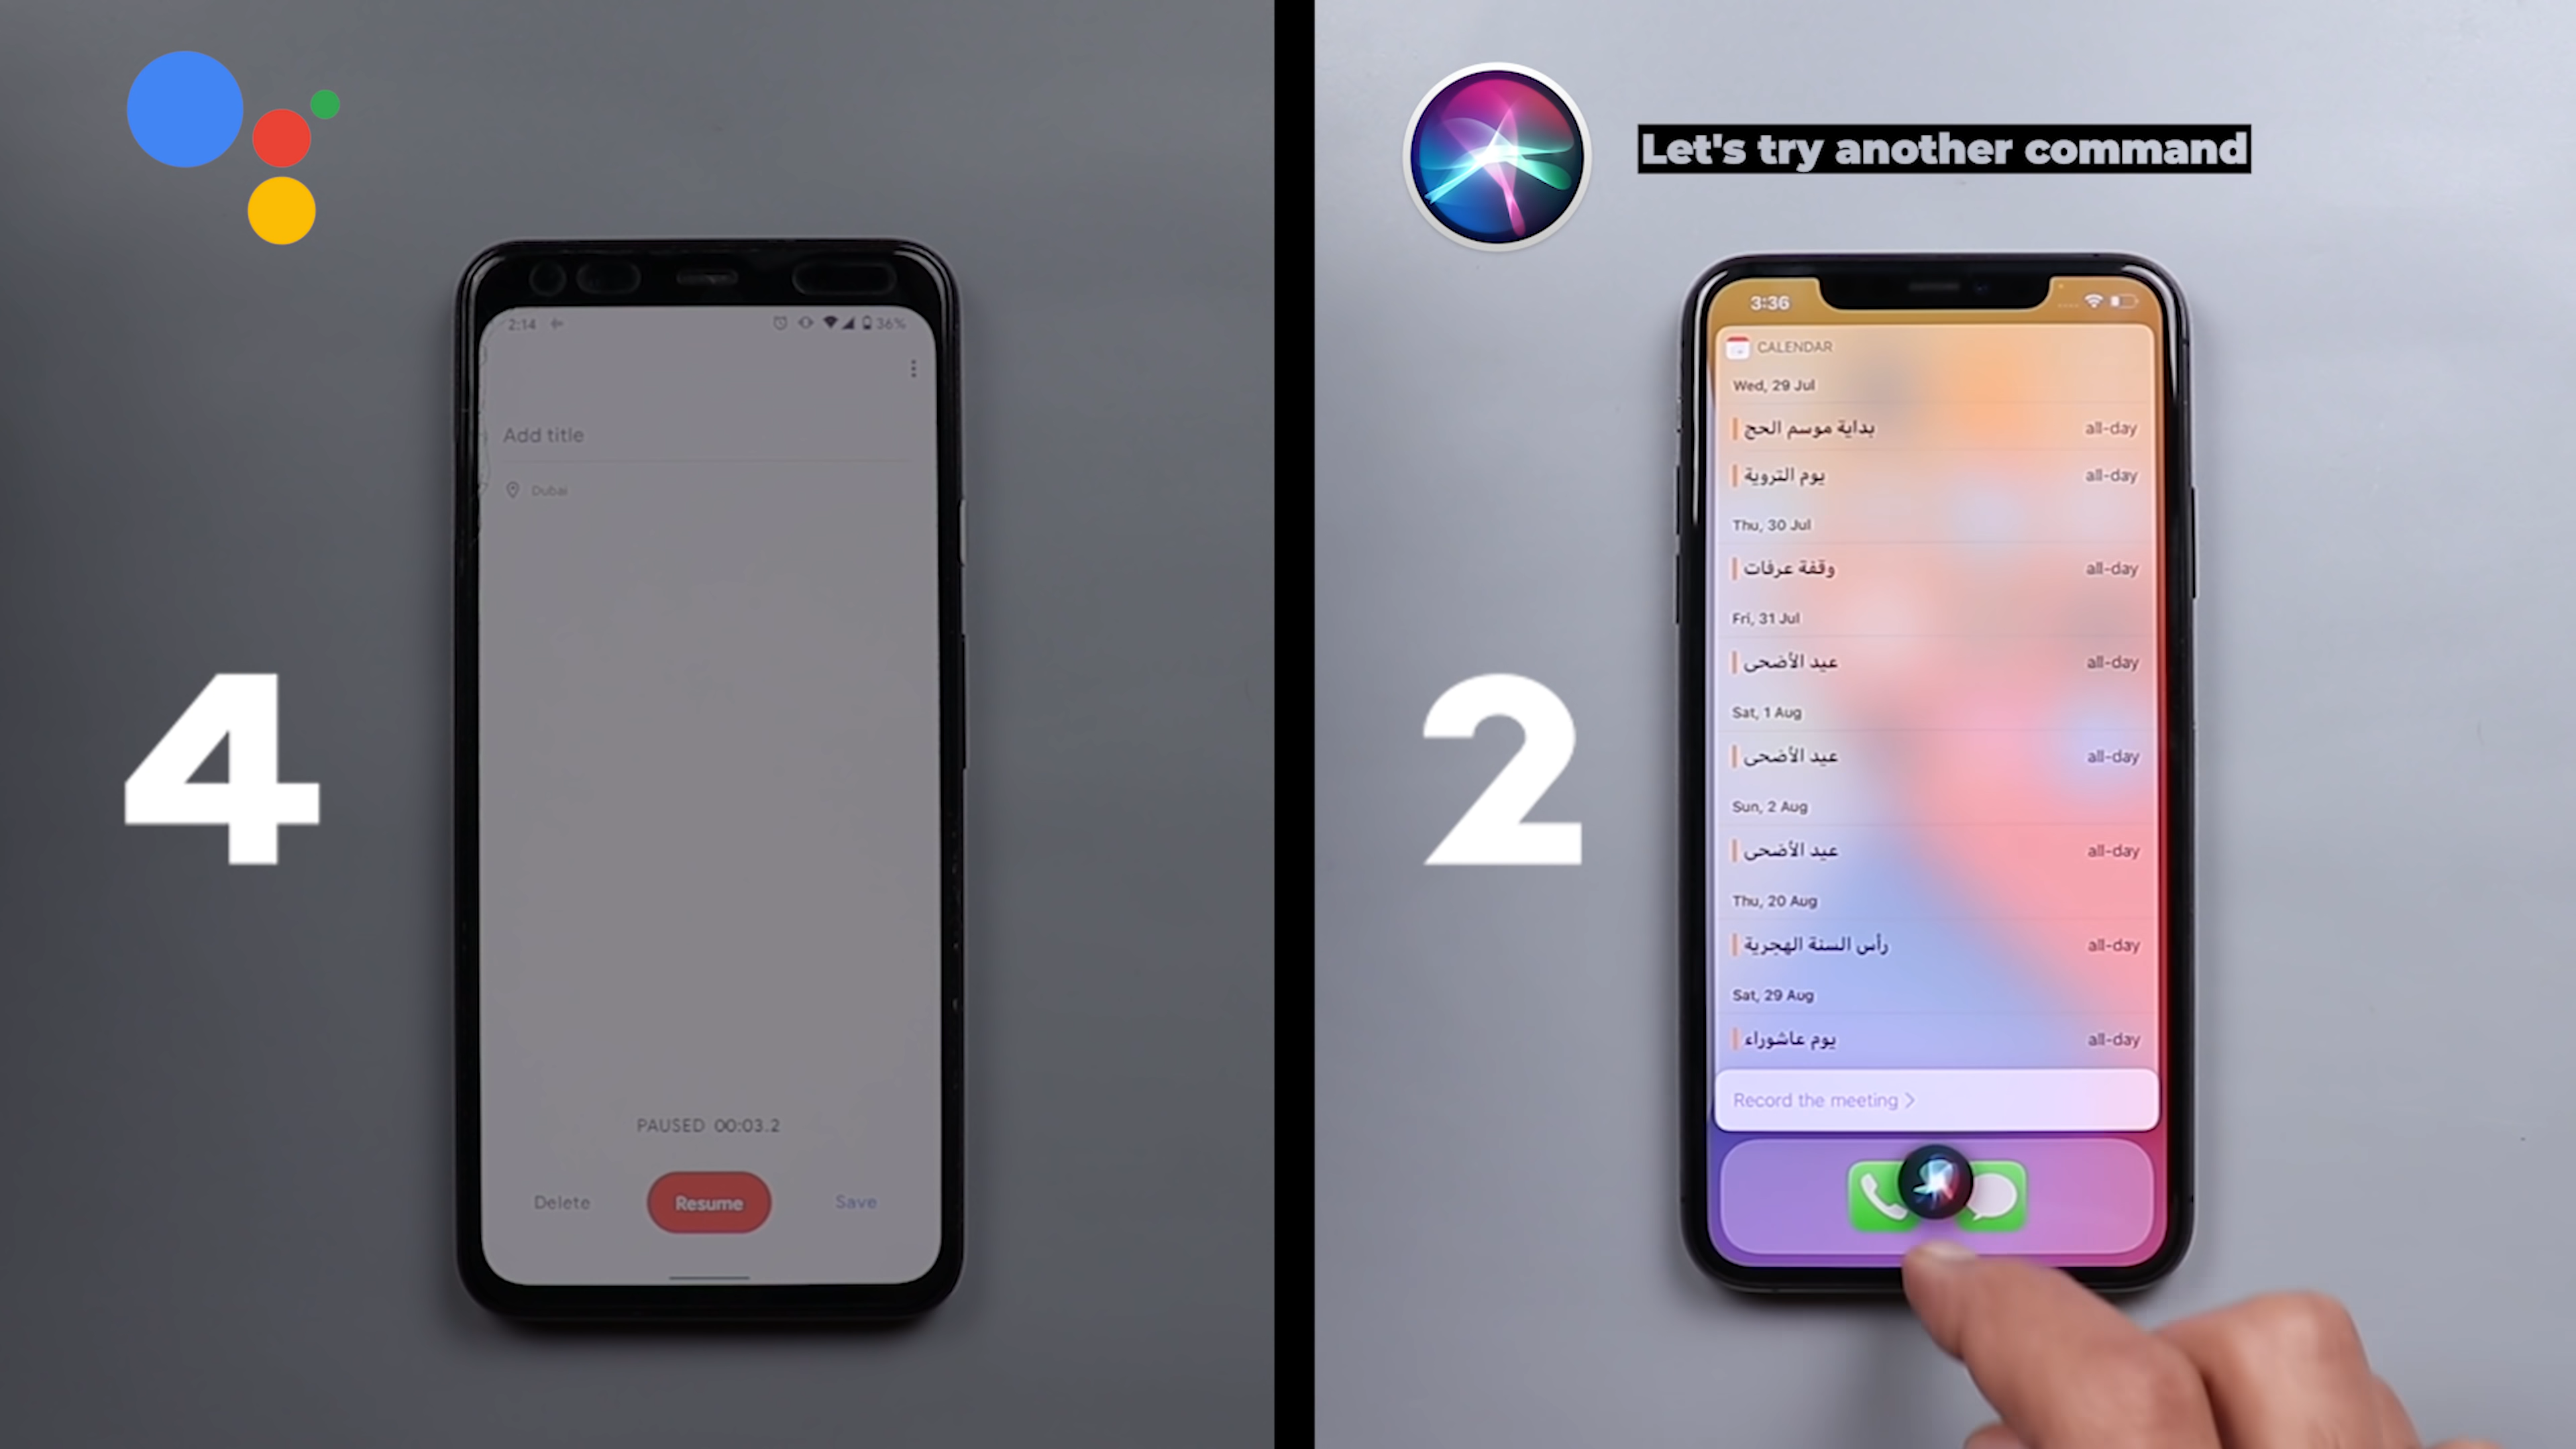 4
2:14
36%
Add title
Dubai
PAUSED 00:03.2
Delete
Resume
Save
Let's try another command
2
3:36
CALENDAR
Wed, 29 Jul
بداية موسم الحج all-day
يوم التروية all-day
Thu, 30 Jul
وقفة عرفات all-day
Fri, 31 Jul
عيد الأضحى all-day
Sat, 1 Aug
عيد الأضحى all-day
Sun, 2 Aug
عيد الأضحى all-day
Thu, 20 Aug
رأس السنة الهجرية all-day
Sat, 29 Aug
يوم عاشوراء all-day
Record the meeting >